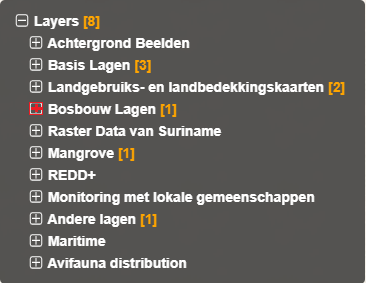 Layers [8]
Achtergrond Beelden
Basis Lagen [3]
Landgebruiks- en landbedekkingskaarten [2]
Bosbouw Lagen [1]
Raster Data van Suriname
Mangrove [1]
REDD+
Monitoring met lokale gemeenschappen
Andere lagen [1]
Maritime
Avifauna distribution